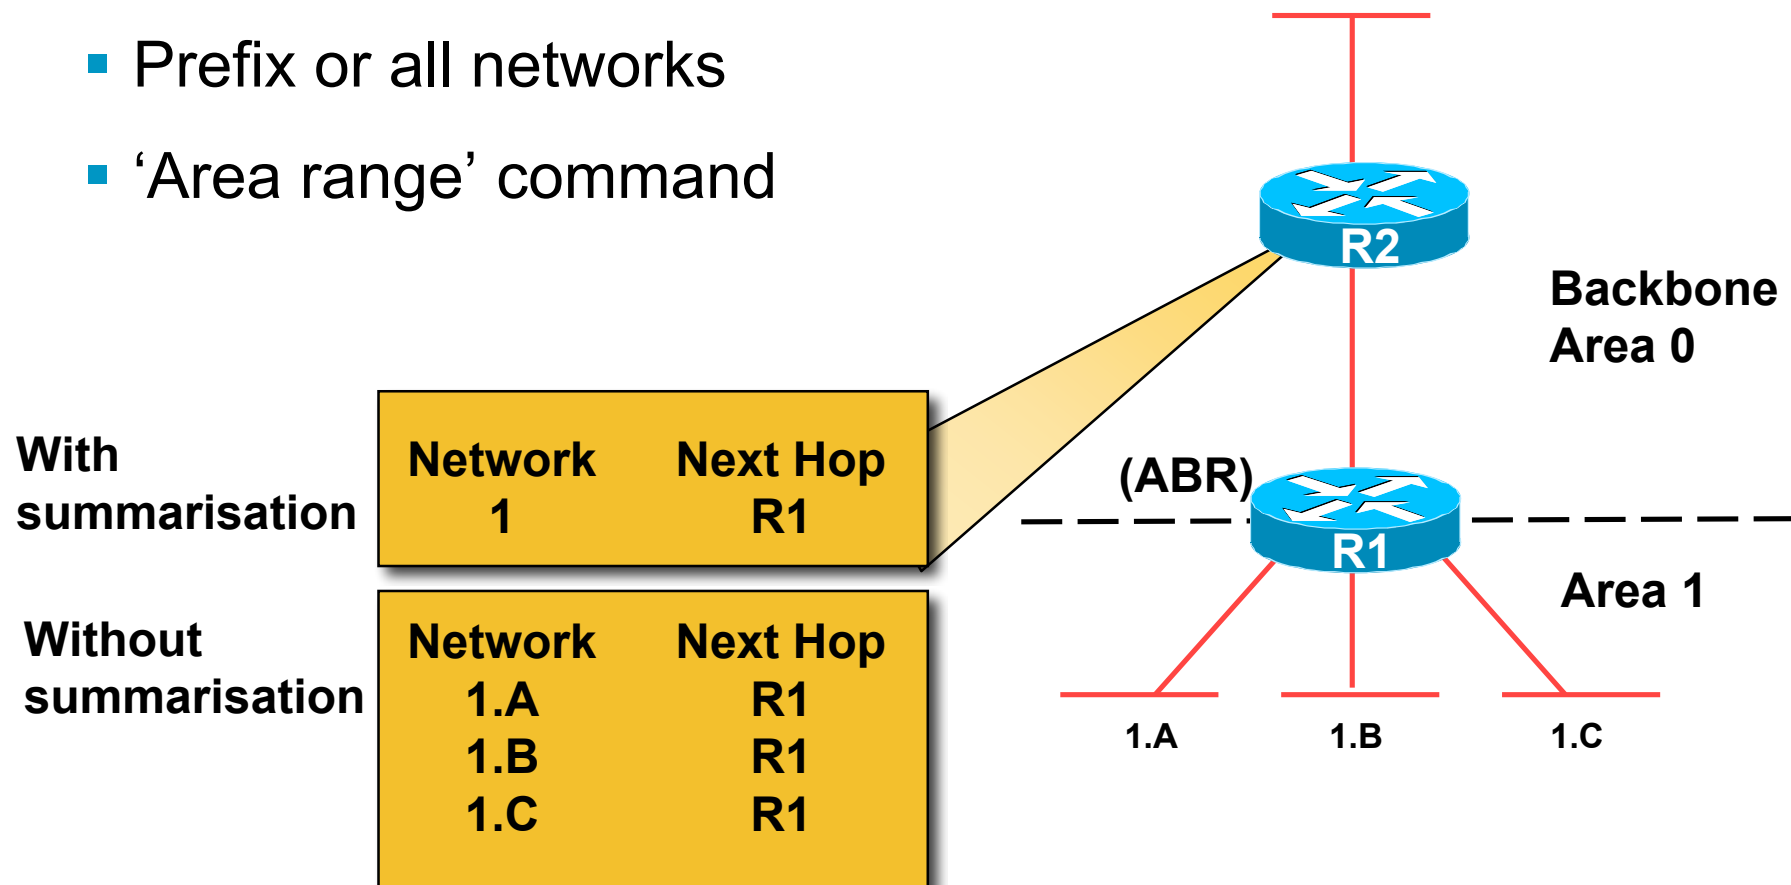 Prefix or all networks
‘Area range’ command
R2
Backbone
Area 0
With
summarisation
Network Next Hop
1 R1
(ABR)
R1
Area 1
Without
summarisation
Network Next Hop
1.A R1
1.B R1
1.C R1
1.A 1.B 1.C